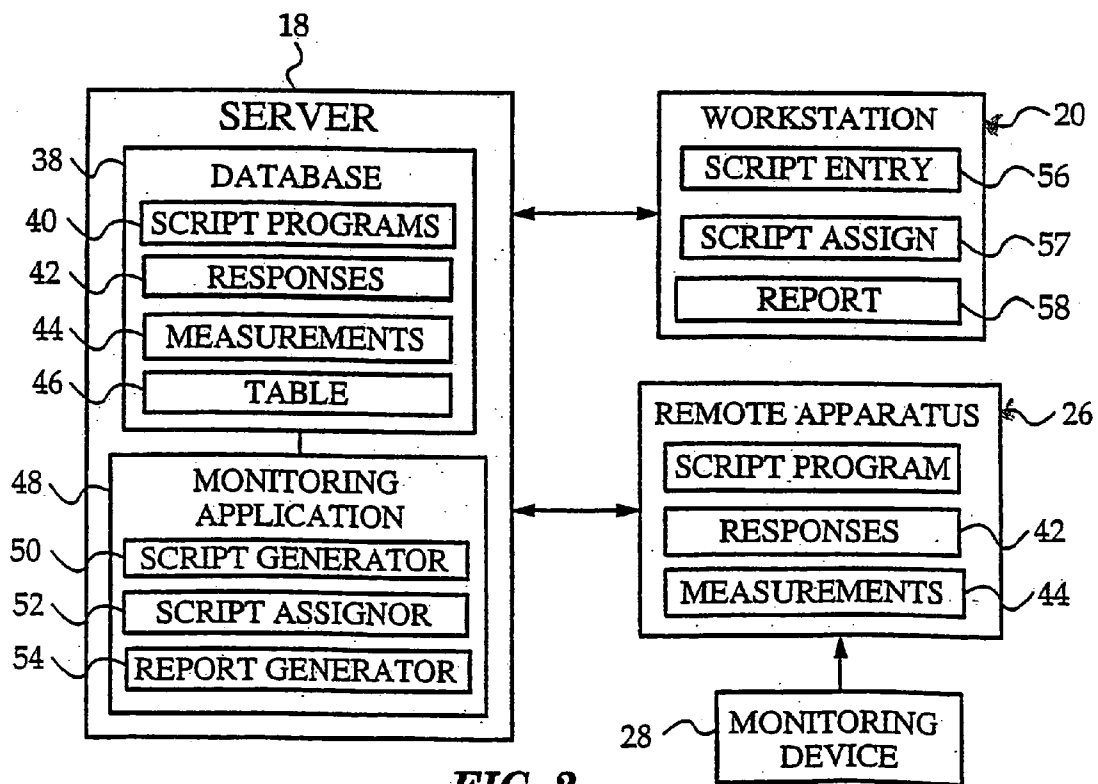 18
SERVER
38
DATABASE
40
SCRIPT PROGRAMS
42
RESPONSES
44
MEASUREMENTS
46
TABLE
48
MONITORING
APPLICATION
50
SCRIPT GENERATOR
52
SCRIPT ASSIGNOR
54
REPORT GENERATOR
WORKSTATION
20
SCRIPT ENTRY
56
SCRIPT ASSIGN
57
REPORT
58
REMOTE APPARATUS
26
SCRIPT PROGRAM
RESPONSES
42
MEASUREMENTS
44
28
MONITORING
DEVICE